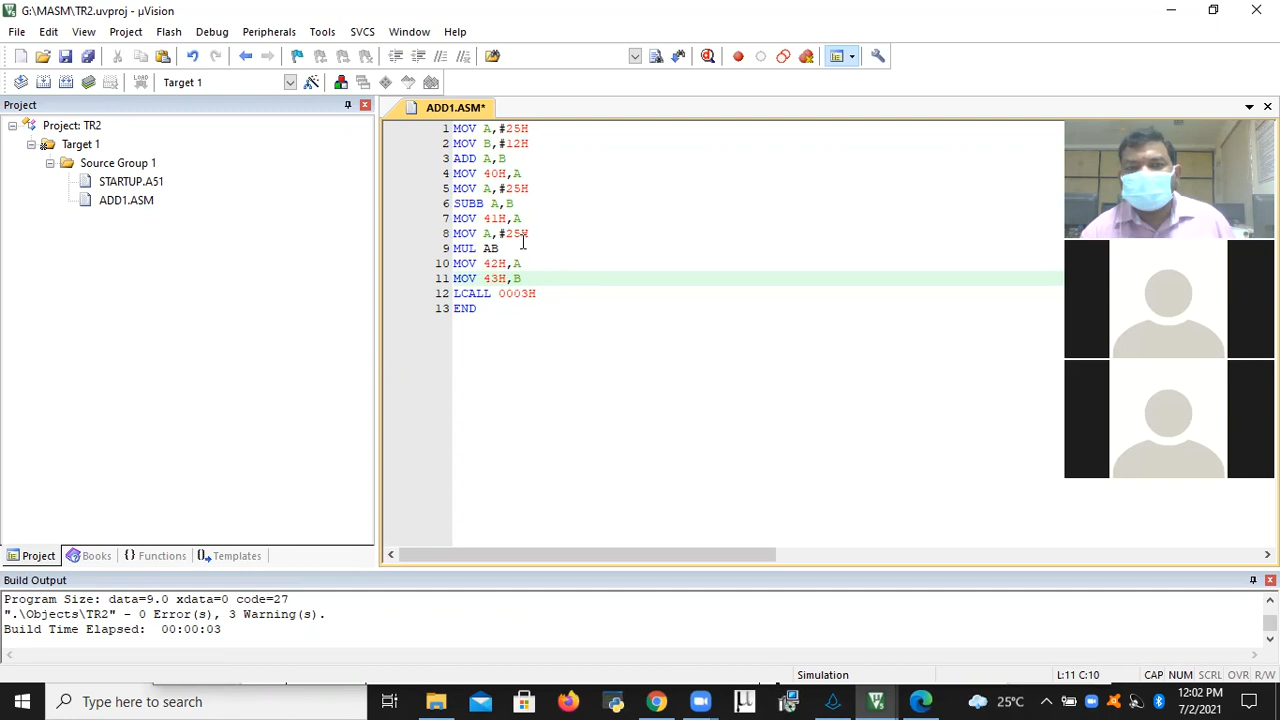 G:\MASM\TR2.uvproj - µVision
File Edit View Project Flash Debug Peripherals Tools SVCS Window Help
Target 1
Project
ADD1.ASM*
Project: TR2
Target 1
Source Group 1
STARTUP.A51
ADD1.ASM
1 MOV A,#25H
2 MOV B,#12H
3 ADD A,B
4 MOV 40H,A
5 MOV A,#25H
6 SUBB A,B
7 MOV 41H,A
8 MOV A,#25H
9 MUL AB
10 MOV 42H,A
11 MOV 43H,B
12 LCALL 0003H
13 END
Project Books {} Functions Templates
Build Output
Program Size: data=9.0 xdata=0 code=27
".\Objects\TR2" - 0 Error(s), 3 Warning(s).
Build Time Elapsed: 00:00:03
Simulation L:11 C:10 CAP NUM SCRL OVR R/W
Type here to search
25°C
12:02 PM
7/2/2021